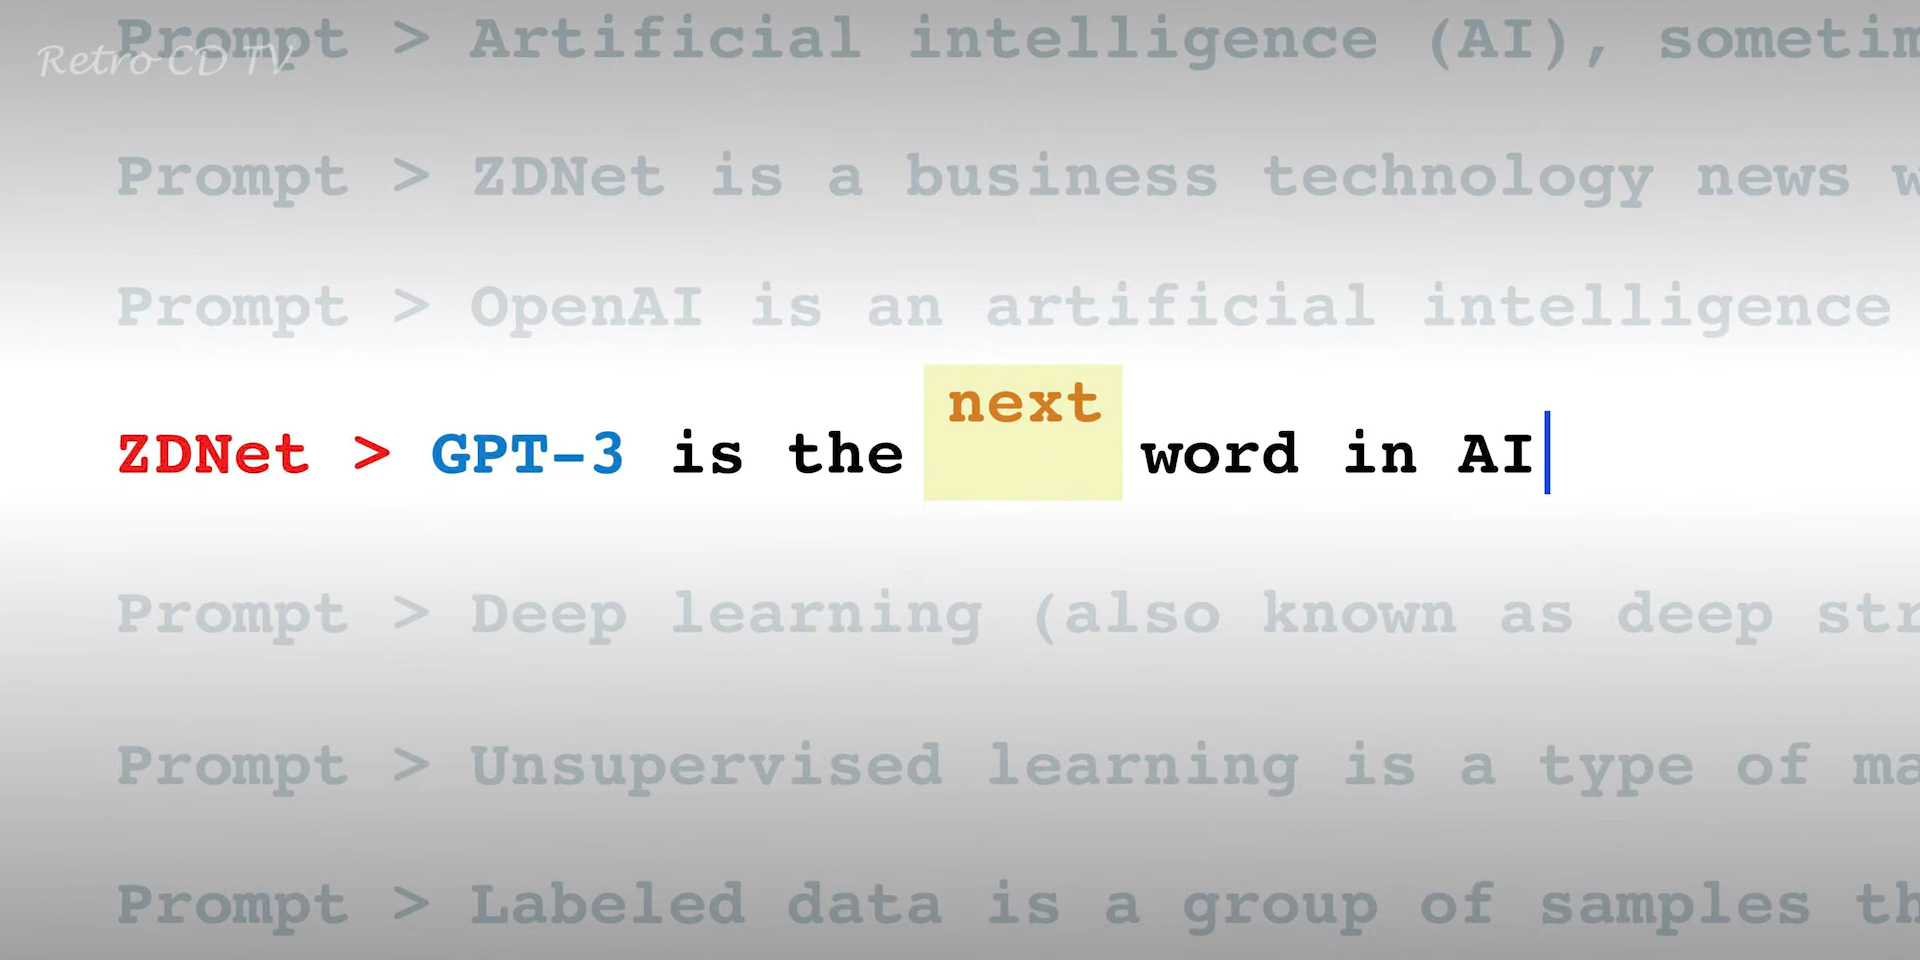 Retro CD TV
Prompt > Artificial intelligence (AI), sometim
Prompt > ZDNet is a business technology news w
Prompt > OpenAI is an artificial intelligence
ZDNet > GPT-3 is the next word in AI
Prompt > Deep learning (also known as deep str
Prompt > Unsupervised learning is a type of ma
Prompt > Labeled data is a group of samples th